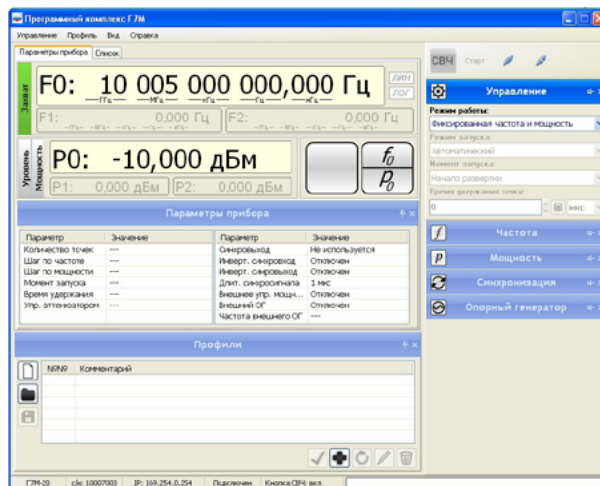 Программный комплекс Г7М
Управление Профиль Вид Справка
Параметры прибора Список
СВЧ Старт
Захват
F0: 10 005 000 000,000 Гц
ГГц МГц кГц Гц мГц
ЛИН
ЛОГ
F1: 0,000 Гц F2: 0,000 Гц
Уровень Мощность
P0: -10,000 дБм
P1: 0,000 дБм P2: 0,000 дБм
f0
P0
Управление
Режим работы:
Фиксированная частота и мощность
Режим запуска:
Автоматический
Момент запуска:
Начало развертки
Время удержания точки:
0 мкс
f Частота
P Мощность
Синхронизация
Опорный генератор
Параметры прибора
Параметр Значение Параметр Значение
Количество точек --- Синхровыход Не используется
Шаг по частоте --- Инверт. синхровход Отключен
Шаг по мощности --- Инверт. синхровыход Отключен
Момент запуска --- Длит. синхросигнала 1 мкс
Время удержания --- Внешнее упр. мощн... Отключен
Упр. аттенюатором --- Внешний ОГ Отключен
Частота внешнего ОГ ---
Профили
№№ Комментарий
Г7М-20 с/н: 10007003 IP: 169.254.0.254 Подключен Кнопка СВЧ: вкл